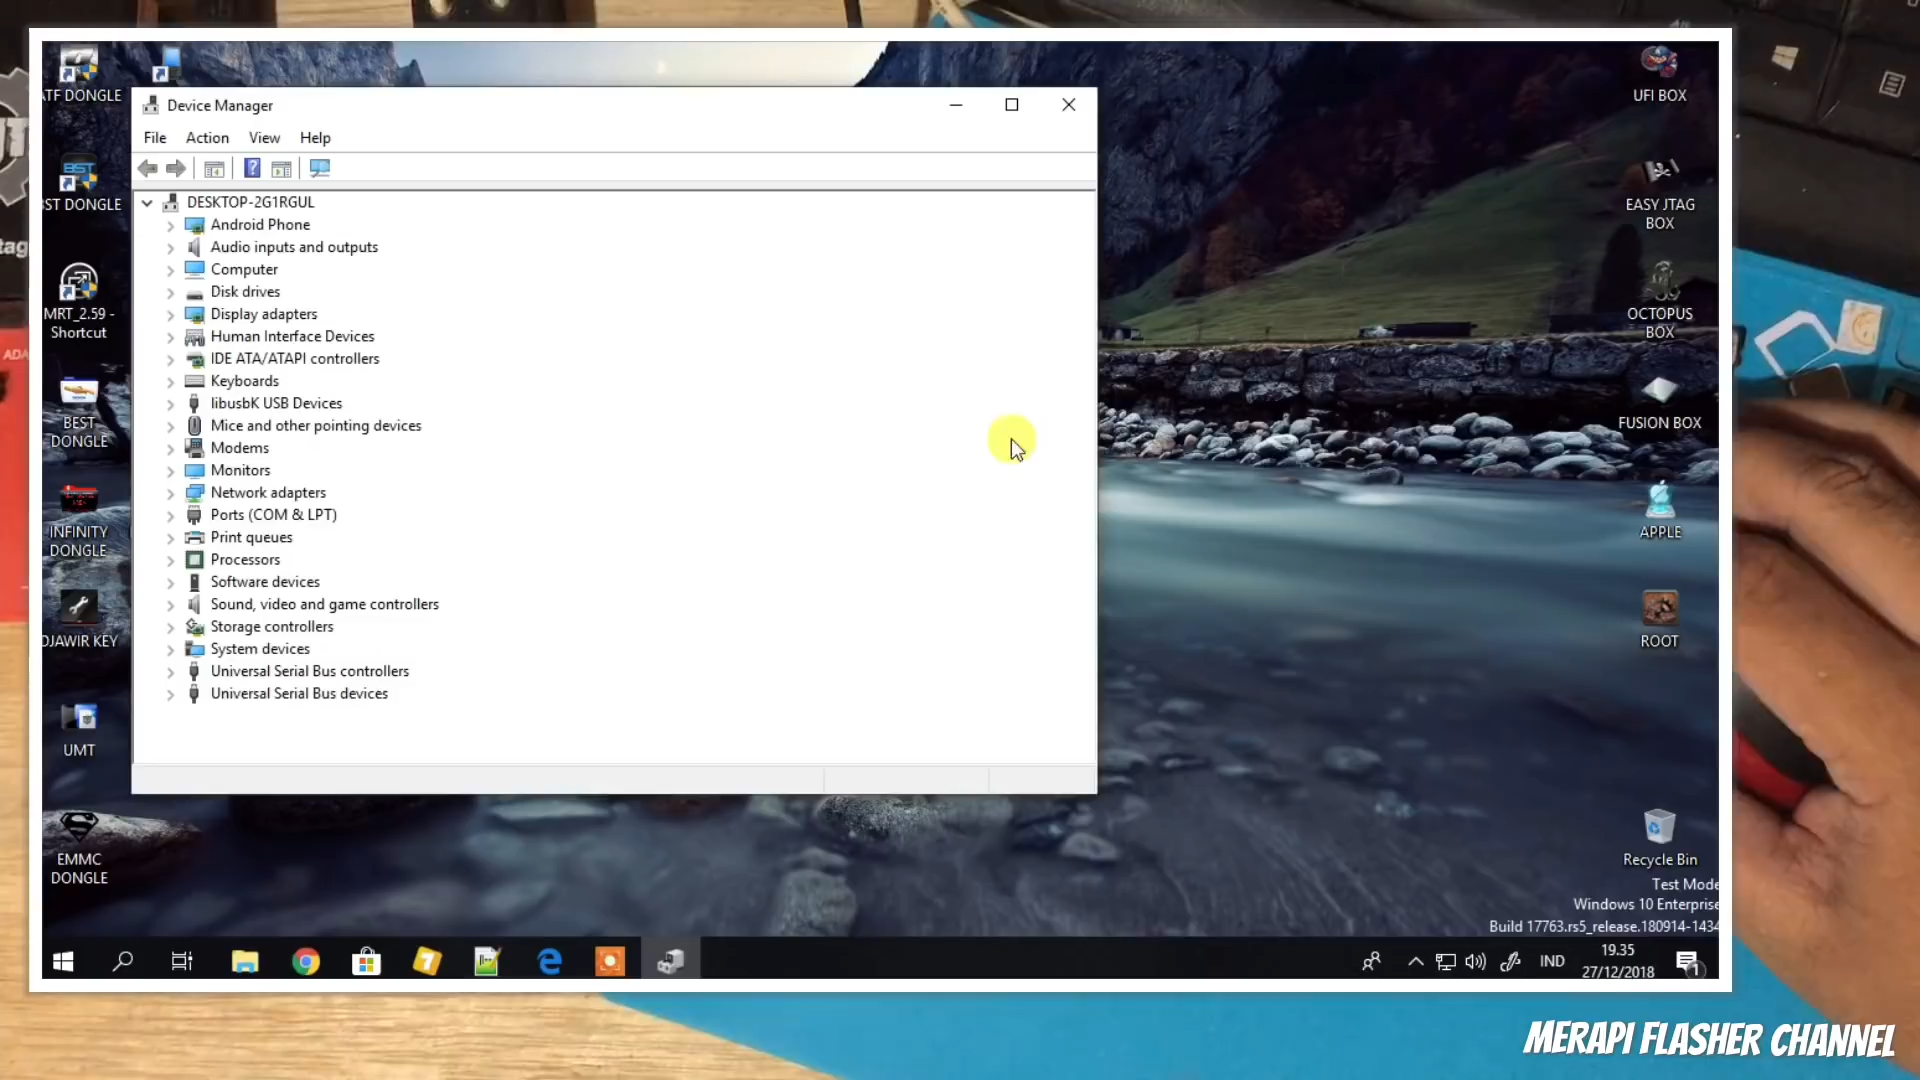 ATF DONGLE
ST DONGLE
MRT_2.59 -
Shortcut
BEST
DONGLE
INFINITY
DONGLE
DJAWIR KEY
UMT
EMMC
DONGLE
Device Manager
File Action View Help
DESKTOP-2G1RGUL
Android Phone
Audio inputs and outputs
Computer
Disk drives
Display adapters
Human Interface Devices
IDE ATA/ATAPI controllers
Keyboards
libusbK USB Devices
Mice and other pointing devices
Modems
Monitors
Network adapters
Ports (COM & LPT)
Print queues
Processors
Software devices
Sound, video and game controllers
Storage controllers
System devices
Universal Serial Bus controllers
Universal Serial Bus devices
UFI BOX
EASY JTAG
BOX
OCTOPUS
BOX
FUSION BOX
APPLE
ROOT
Recycle Bin
Test Mode
Windows 10 Enterprise
Build 17763.rs5_release.180914-1434
IND
19.35
27/12/2018
1
MERAPI FLASHER CHANNEL